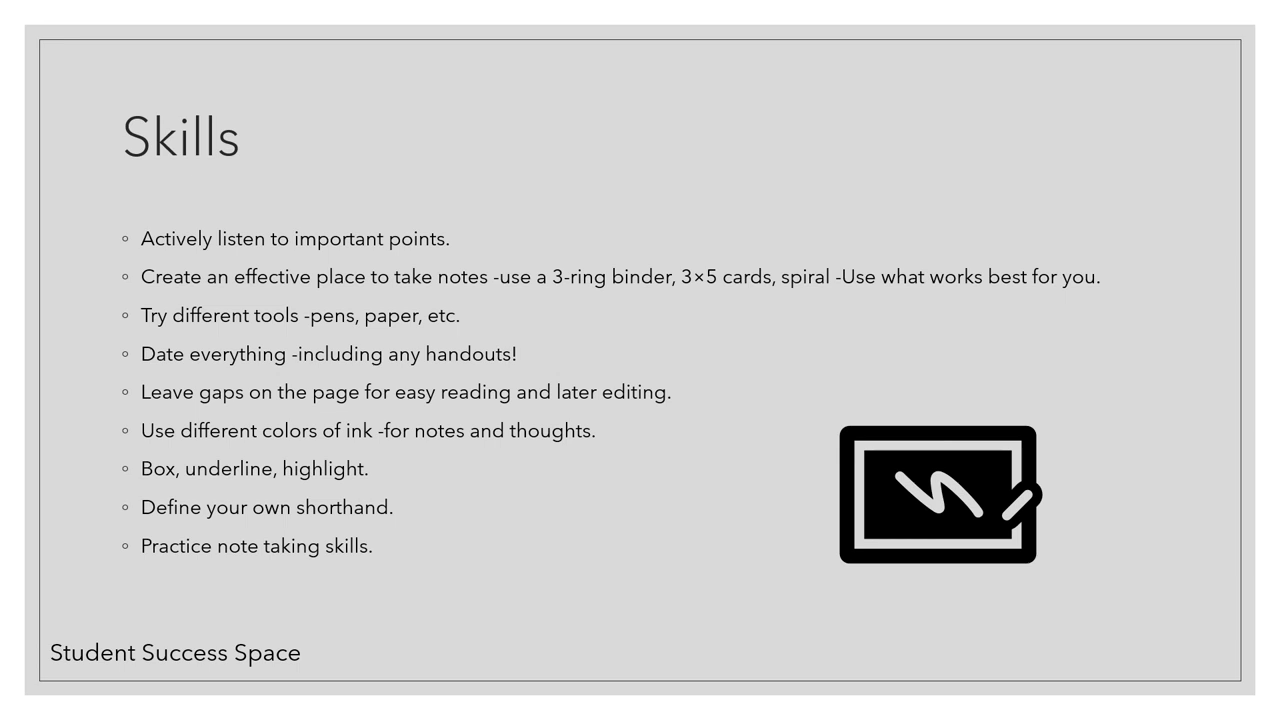 Skills
◦ Actively listen to important points.
◦ Create an effective place to take notes -use a 3-ring binder, 3×5 cards, spiral -Use what works best for you.
◦ Try different tools -pens, paper, etc.
◦ Date everything -including any handouts!
◦ Leave gaps on the page for easy reading and later editing.
◦ Use different colors of ink -for notes and thoughts.
◦ Box, underline, highlight.
◦ Define your own shorthand.
◦ Practice note taking skills.
Student Success Space